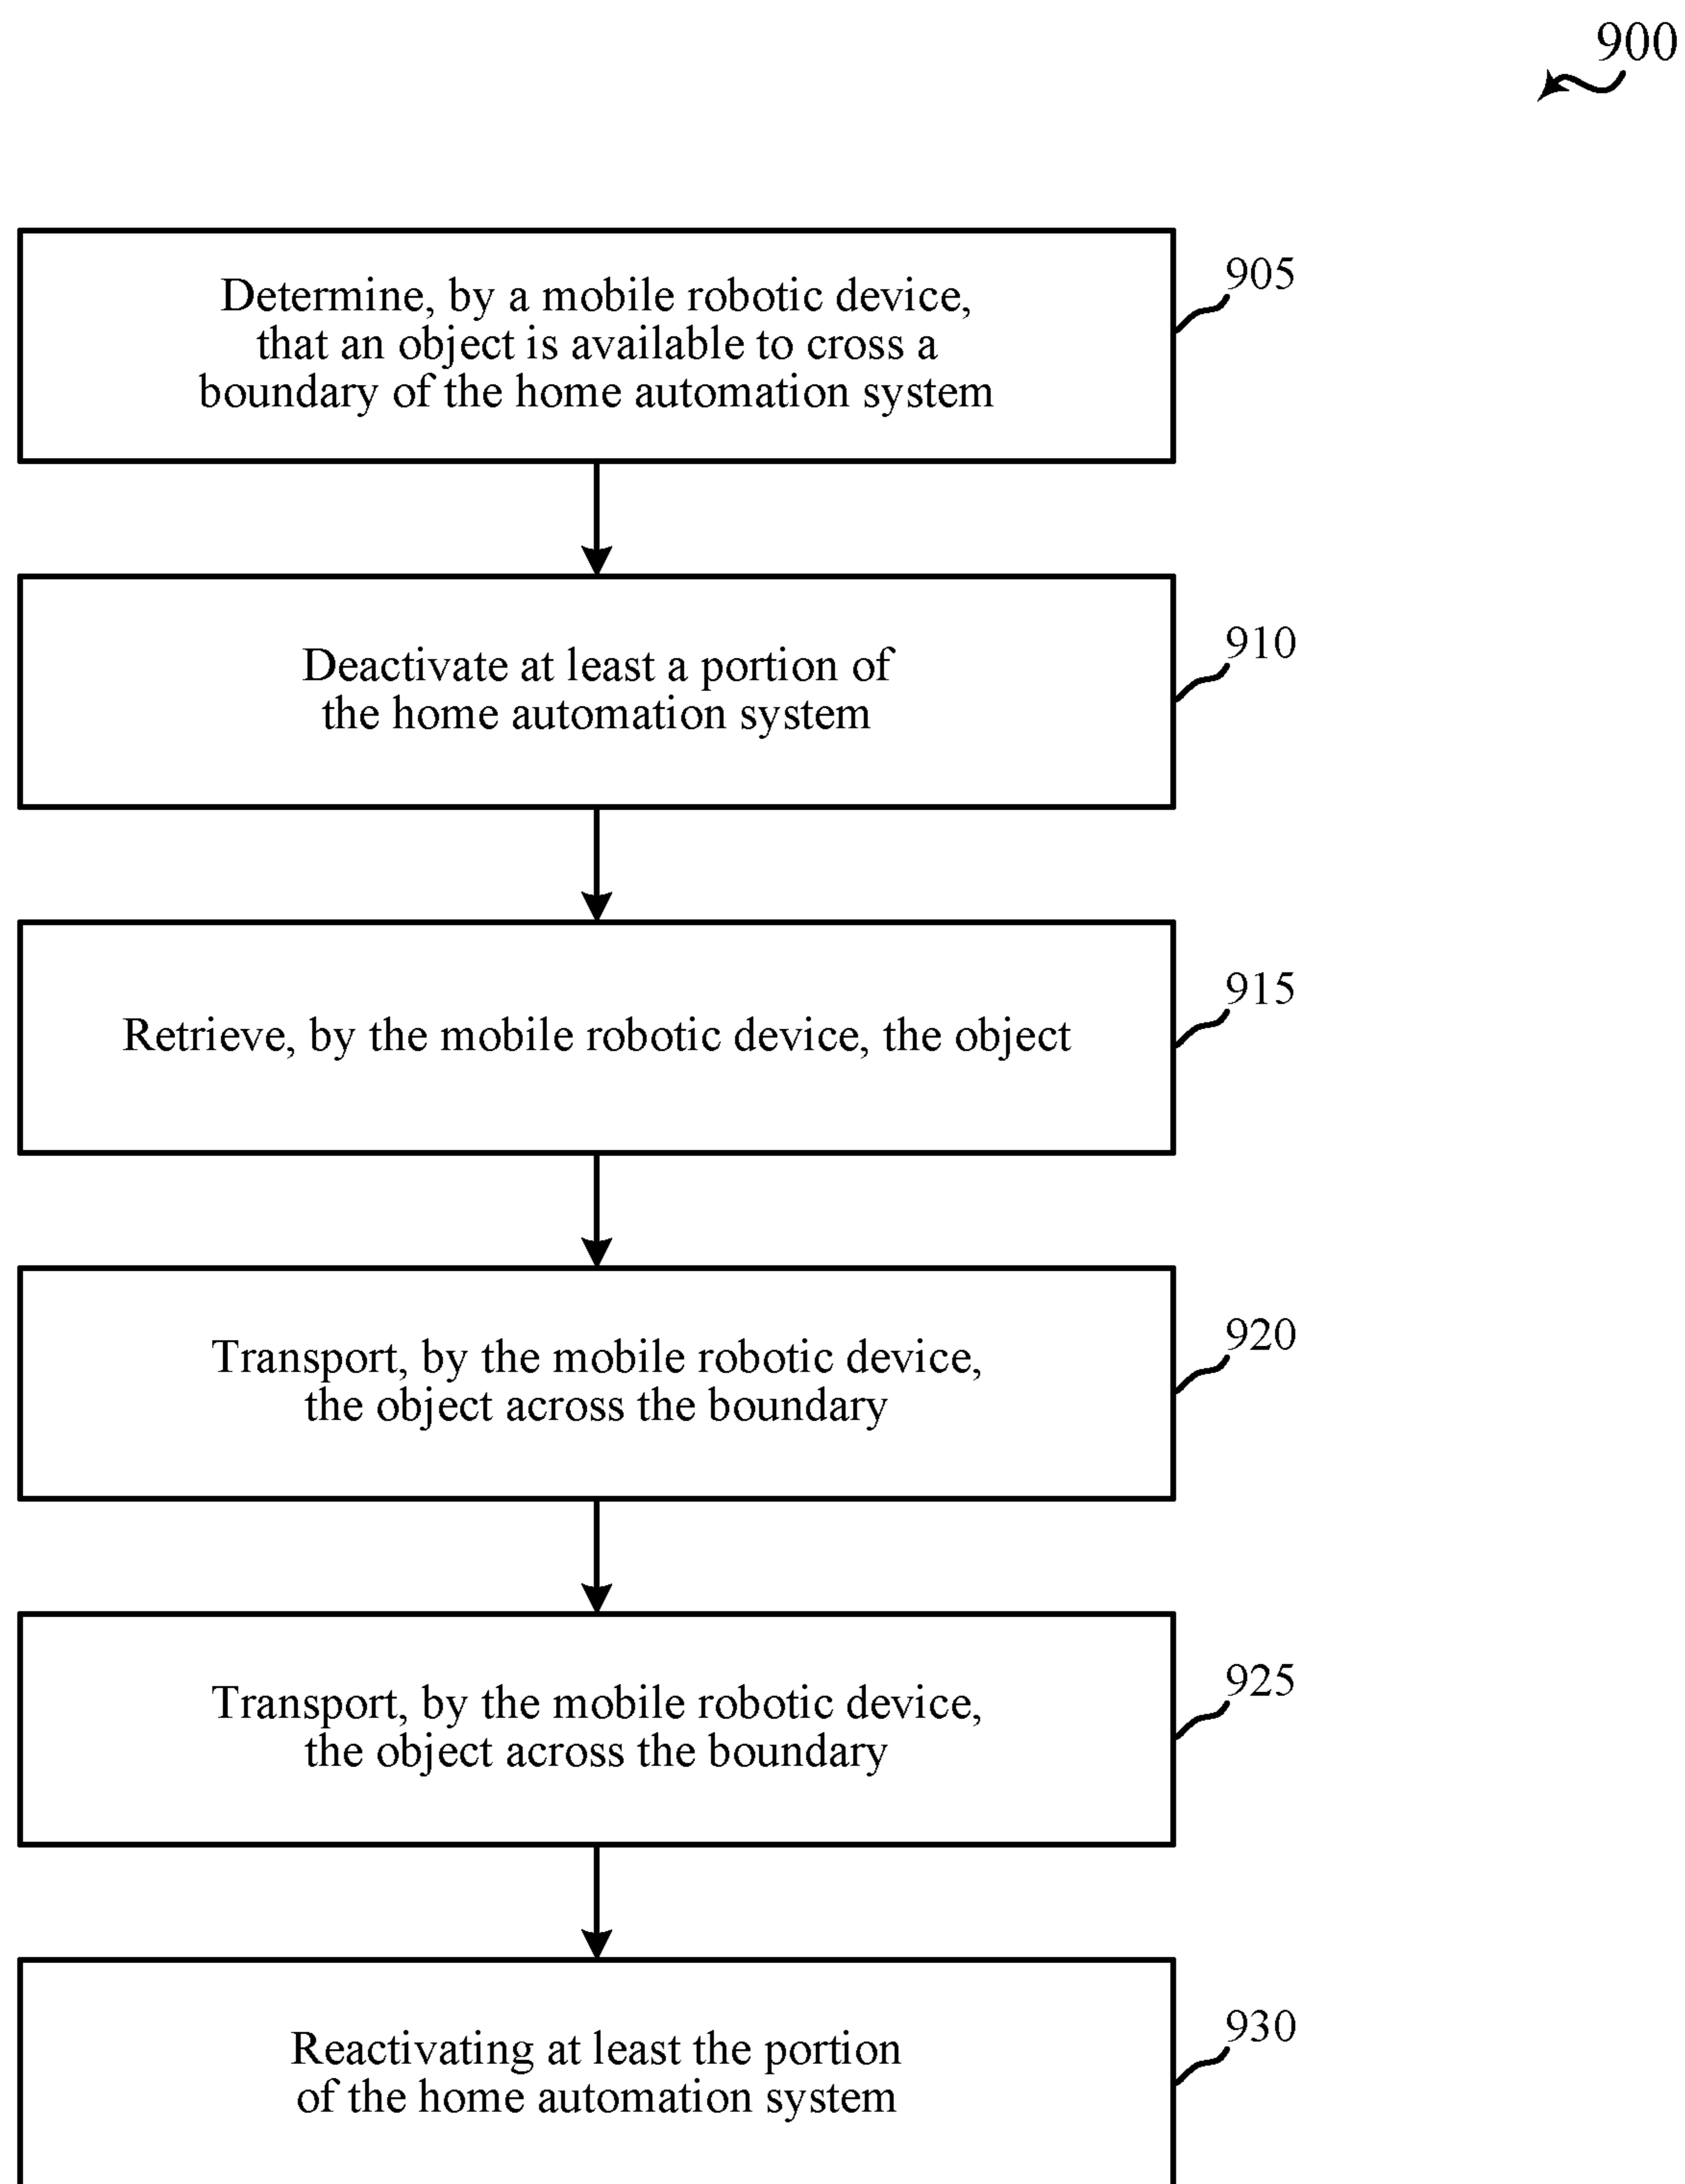 900
Determine, by a mobile robotic device,
that an object is available to cross a
boundary of the home automation system
905
Deactivate at least a portion of
the home automation system
910
Retrieve, by the mobile robotic device, the object
915
Transport, by the mobile robotic device,
the object across the boundary
920
Transport, by the mobile robotic device,
the object across the boundary
925
Reactivating at least the portion
of the home automation system
930